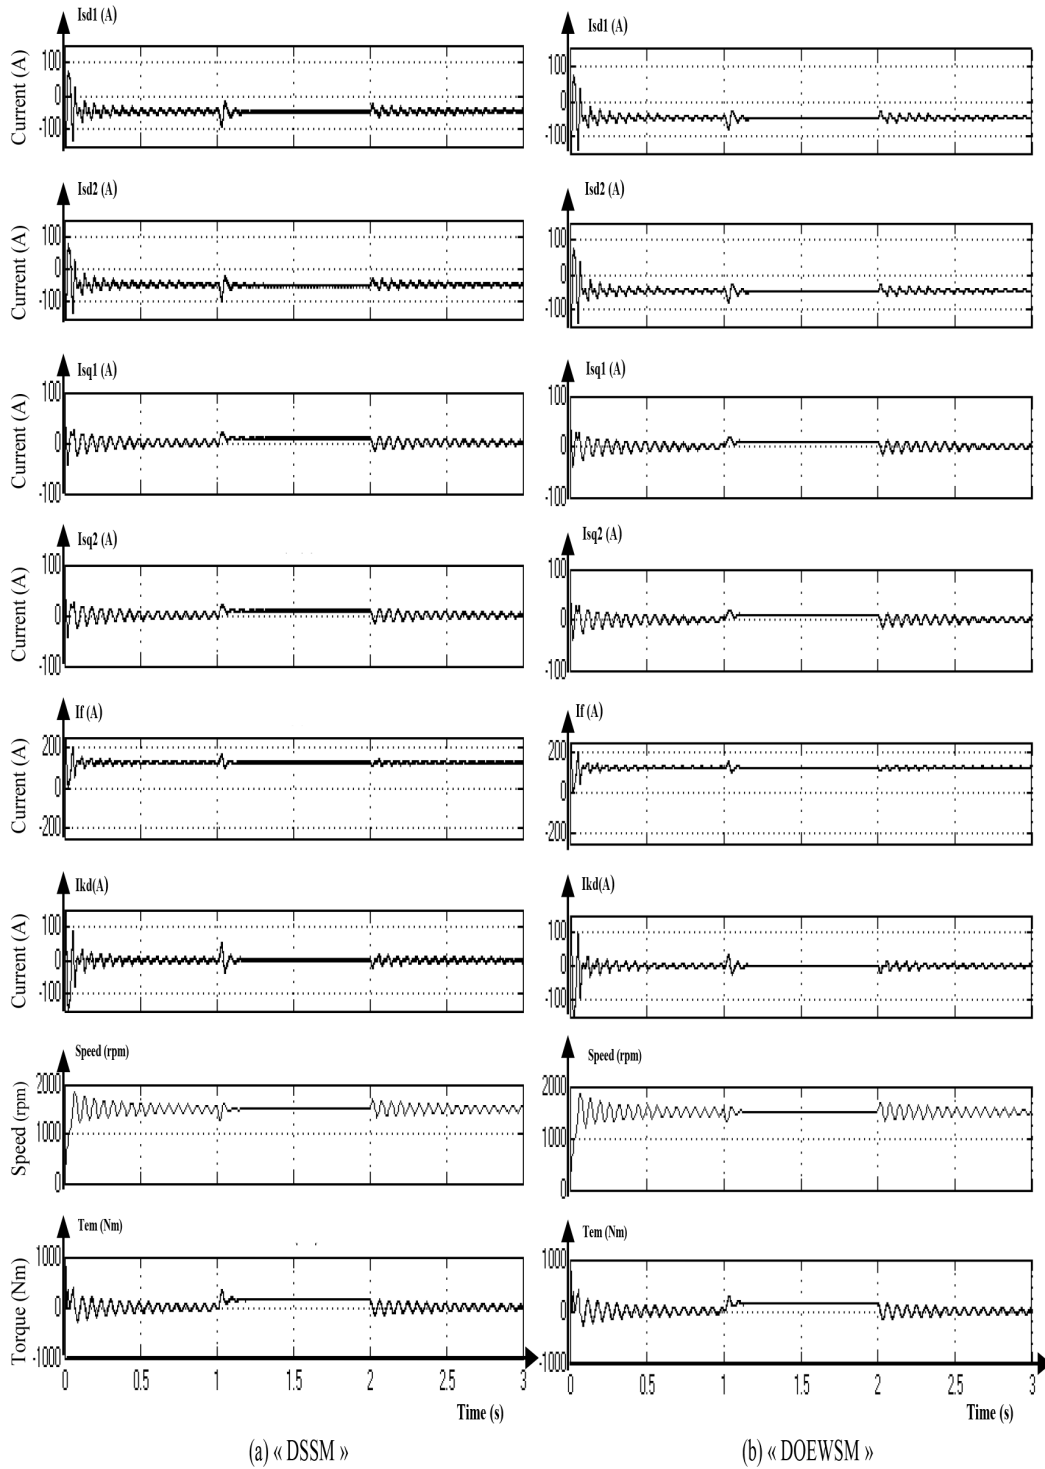 Isd1 (A)
Current (A)
100
0
-100
Isd2 (A)
Current (A)
100
0
-100
Isq1 (A)
Current (A)
100
0
-100
Isq2 (A)
Current (A)
100
0
-100
If (A)
Current (A)
200
0
-200
Ikd(A)
Current (A)
100
0
-100
Speed (rpm)
Speed (rpm)
2000
1000
0
Tem (Nm)
Torque (Nm)
1000
0
-1000
0 0.5 1 1.5 2 2.5 3
Time (s)
(a) « DSSM »
Isd1 (A)
100
0
-100
Isd2 (A)
100
0
-100
Isq1 (A)
100
0
-100
Isq2 (A)
100
0
-100
If (A)
200
0
-200
Ikd(A)
100
0
-100
Speed (rpm)
2000
1000
0
Tem (Nm)
1000
0
-1000
0 0.5 1 1.5 2 2.5 3
Time (s)
(b) « DOEWSM »